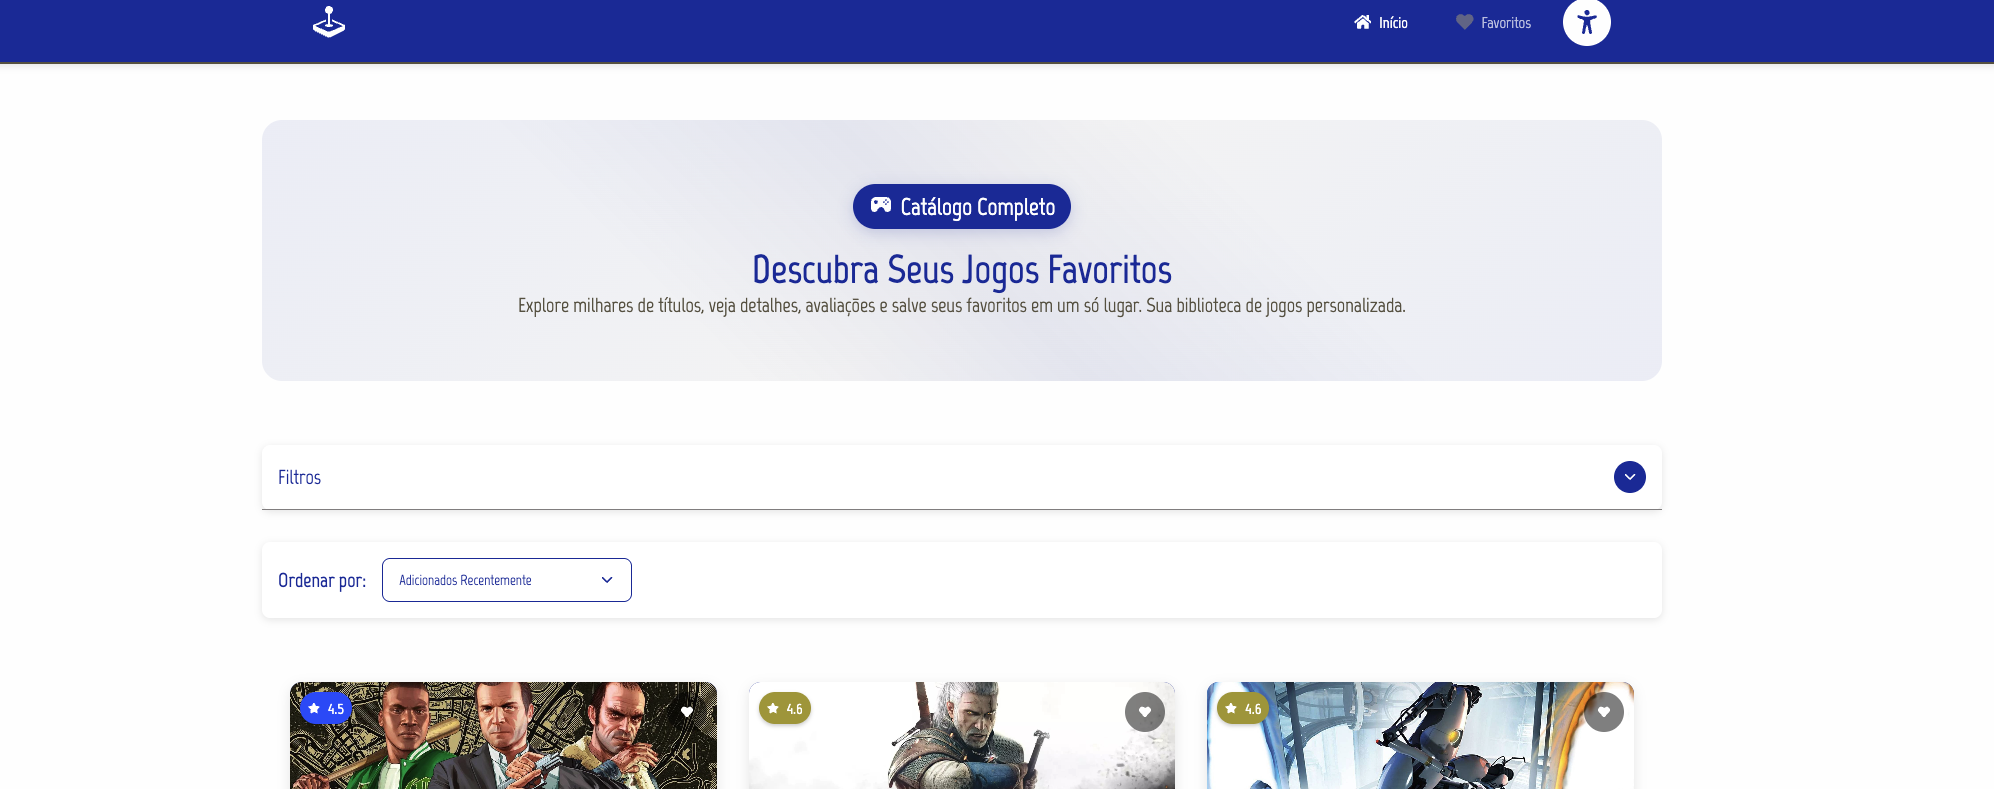 Início
Favoritos
Catálogo Completo
Descubra Seus Jogos Favoritos
Explore milhares de títulos, veja detalhes, avaliações e salve seus favoritos em um só lugar. Sua biblioteca de jogos personalizada.
Filtros
Ordenar por:
Adicionados Recentemente
4.5
4.6
4.6